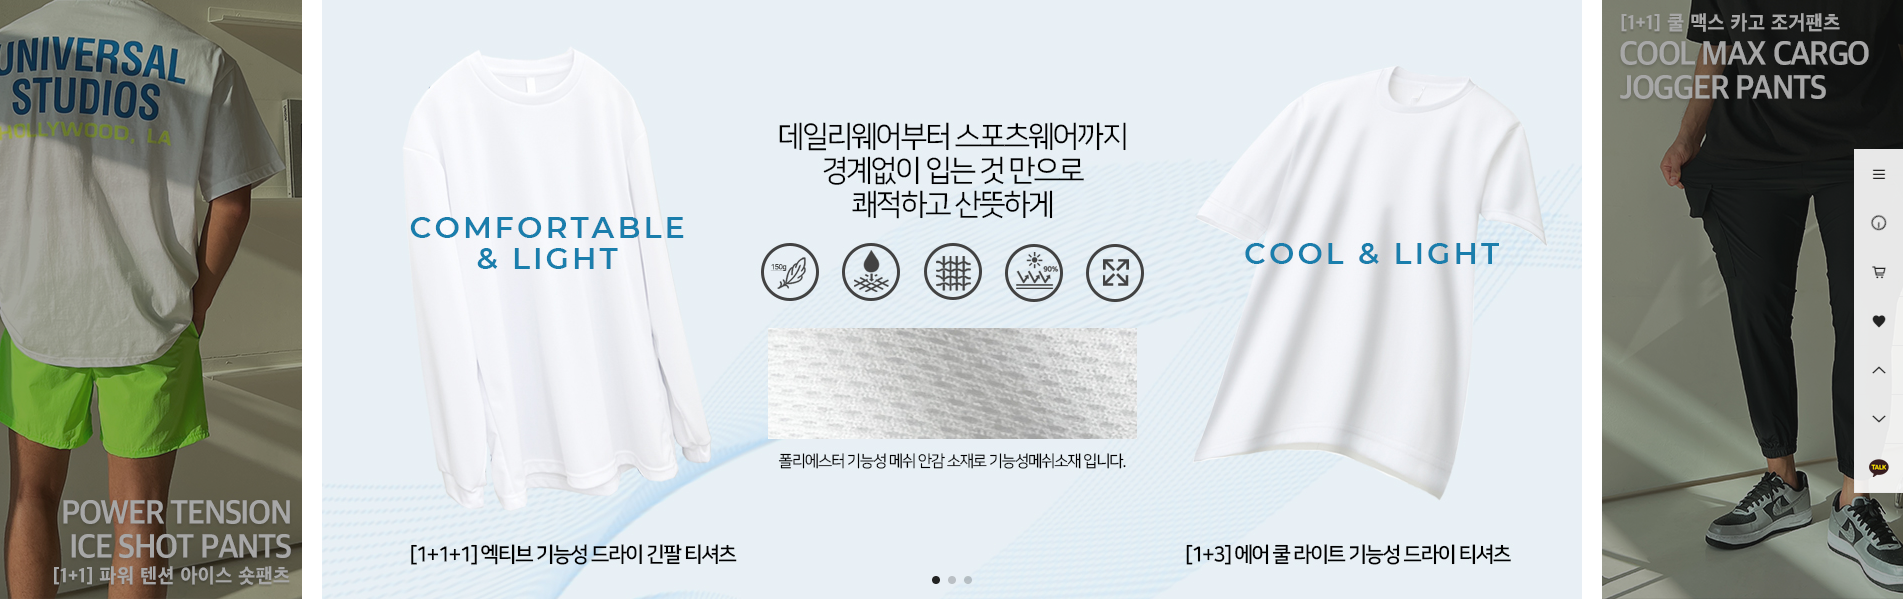 UNIVERSAL
STUDIOS
HOLLYWOOD, LA
POWER TENSION
ICE SHOT PANTS
[1+1] 파워 텐션 아이스 숏팬츠
COMFORTABLE
& LIGHT
[1+1+1] 엑티브 기능성 드라이 긴팔 티셔츠
데일리웨어부터 스포츠웨어까지
경계없이 입는 것 만으로
쾌적하고 산뜻하게
150g
90%
폴리에스터 기능성 메쉬 안감 소재로 기능성메쉬소재 입니다.
COOL & LIGHT
[1+3] 에어 쿨 라이트 기능성 드라이 티셔츠
[1+1] 쿨 맥스 카고 조거팬츠
COOL MAX CARGO
JOGGER PANTS
TALK